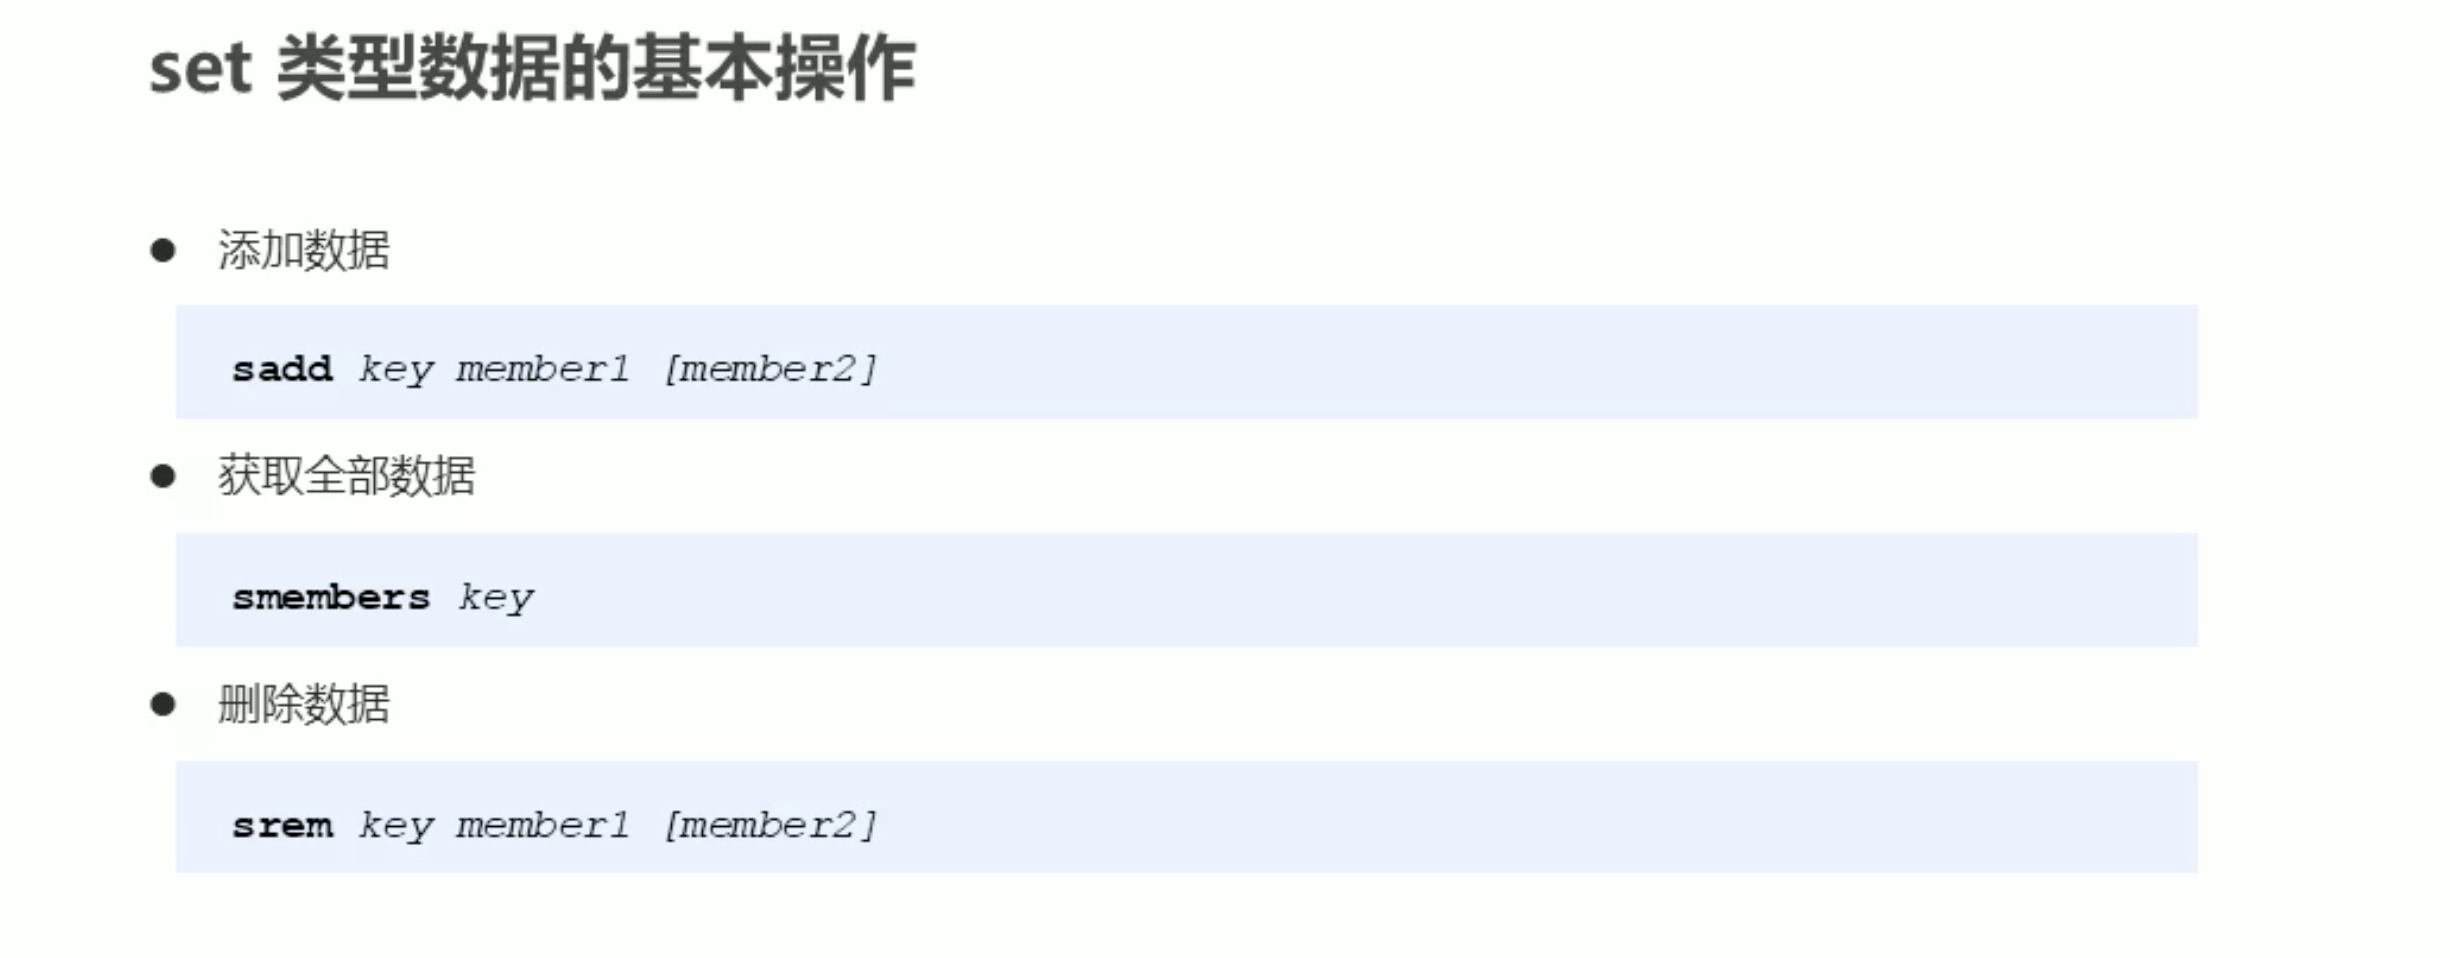 set 类型数据的基本操作
● 添加数据
sadd key member1 [member2]
● 获取全部数据
smembers key
● 删除数据
srem key member1 [member2]